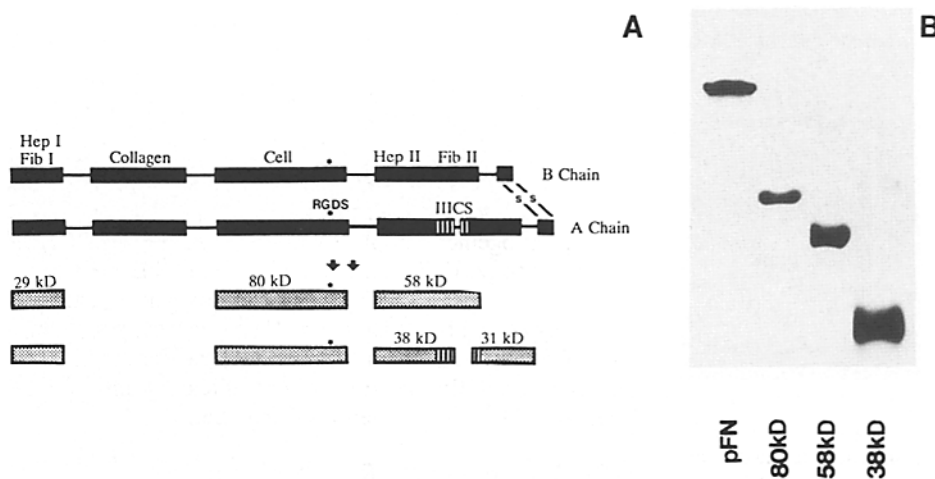 A
B
Hep I
Fib I
Collagen
Cell
Hep II
Fib II
B Chain
S S
RGDS
IIICS
A Chain
29 kD
80 kD
58 kD
38 kD
31 kD
pFN
80kD
58kD
38kD